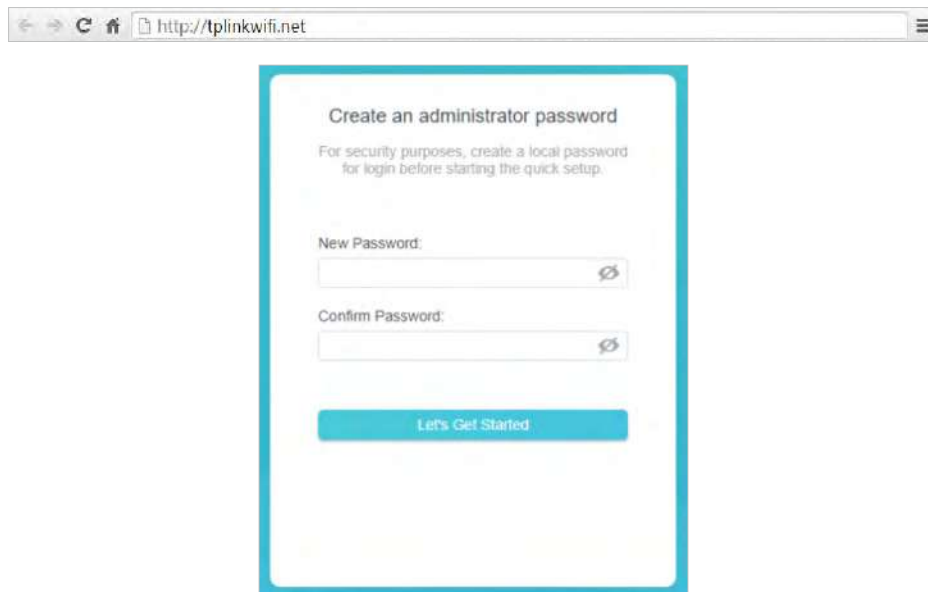 http://tplinkwifi.net
Create an administrator password
For security purposes, create a local password
for login before starting the quick setup.
New Password:
Confirm Password:
Let's Get Started